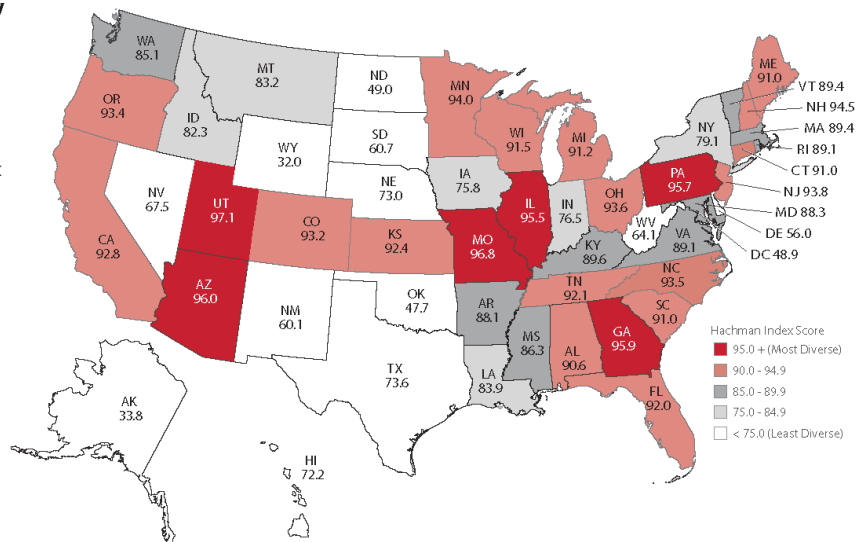 WA
85.1
MT
83.2
ND
49.0
MN
94.0
ME
91.0
VT 89.4
NH 94.5
MA 89.4
RI 89.1
CT 91.0
NJ 93.8
MD 88.3
DE 56.0
DC 48.9
OR
93.4
ID
82.3
WY
32.0
SD
60.7
WI
91.5
MI
91.2
NY
79.1
PA
95.7
NV
67.5
UT
97.1
CO
93.2
NE
73.0
IA
75.8
IL
95.5
IN
76.5
OH
93.6
WV
64.1
VA
89.1
CA
92.8
KS
92.4
MO
96.8
KY
89.6
NC
93.5
TN
92.1
SC
91.0
AZ
96.0
NM
60.1
OK
47.7
AR
88.1
MS
86.3
AL
90.6
GA
95.9
TX
73.6
LA
83.9
FL
92.0
AK
33.8
HI
72.2
Hachman Index Score
95.0 + (Most Diverse)
90.0 - 94.9
85.0 - 89.9
75.0 - 84.9
< 75.0 (Least Diverse)